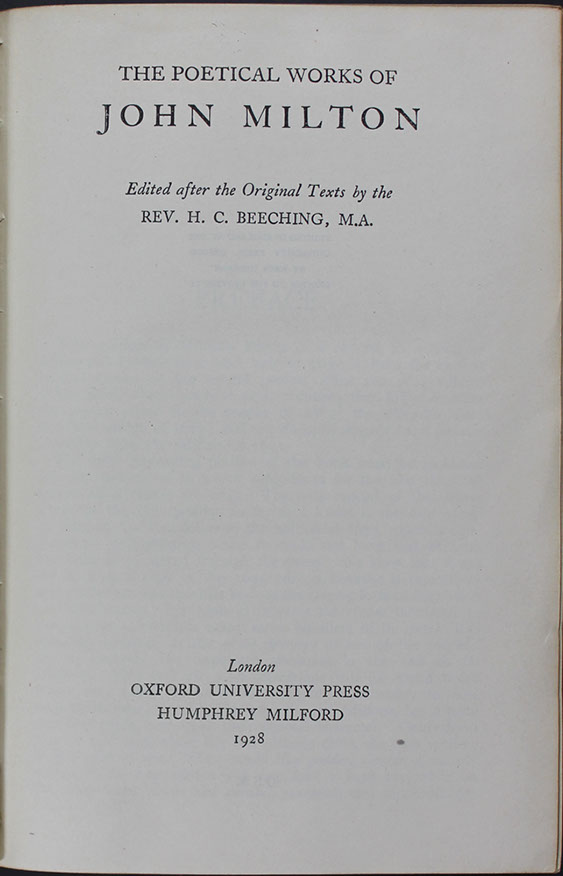 THE POETICAL WORKS OF
JOHN MILTON
Edited after the Original Texts by the
REV. H. C. BEECHING, M.A.
London
OXFORD UNIVERSITY PRESS
HUMPHREY MILFORD
1928